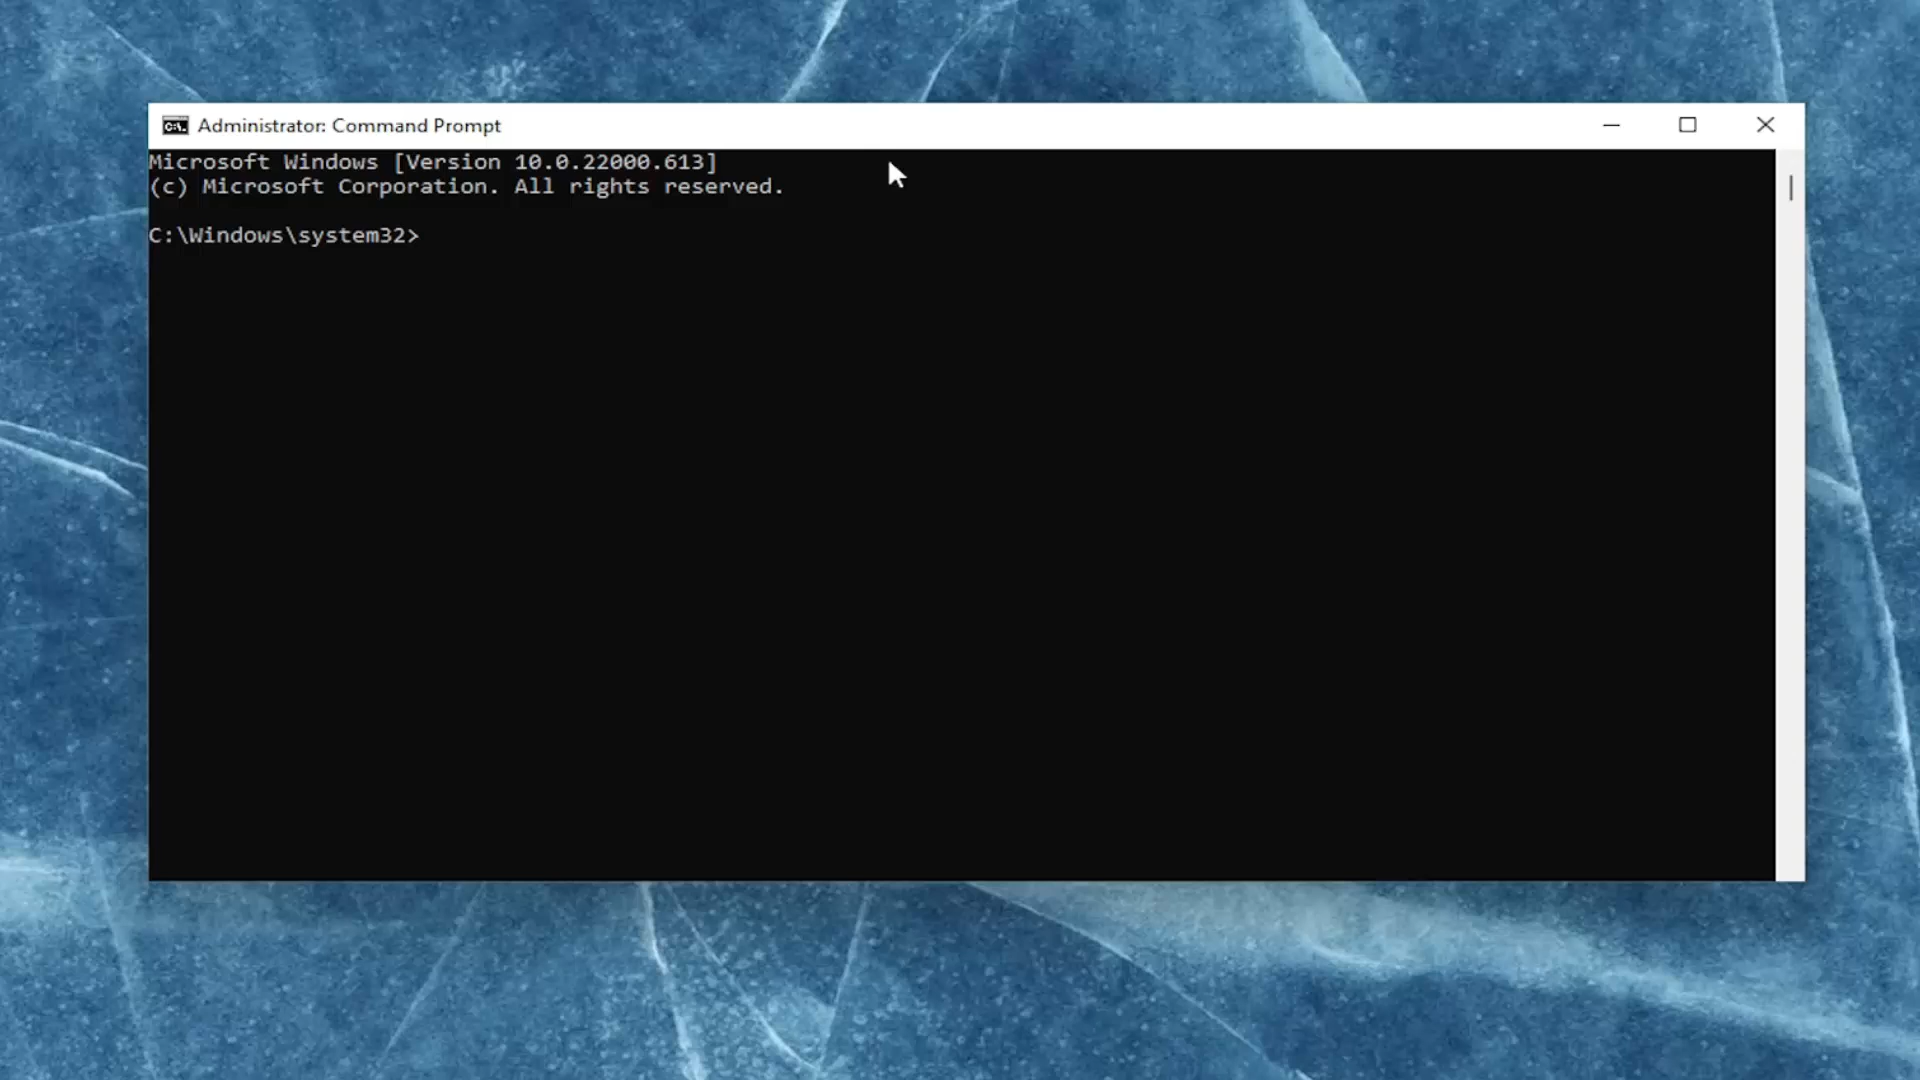 Administrator: Command Prompt
Microsoft Windows [Version 10.0.22000.613]
(c) Microsoft Corporation. All rights reserved.
C:\Windows\system32>